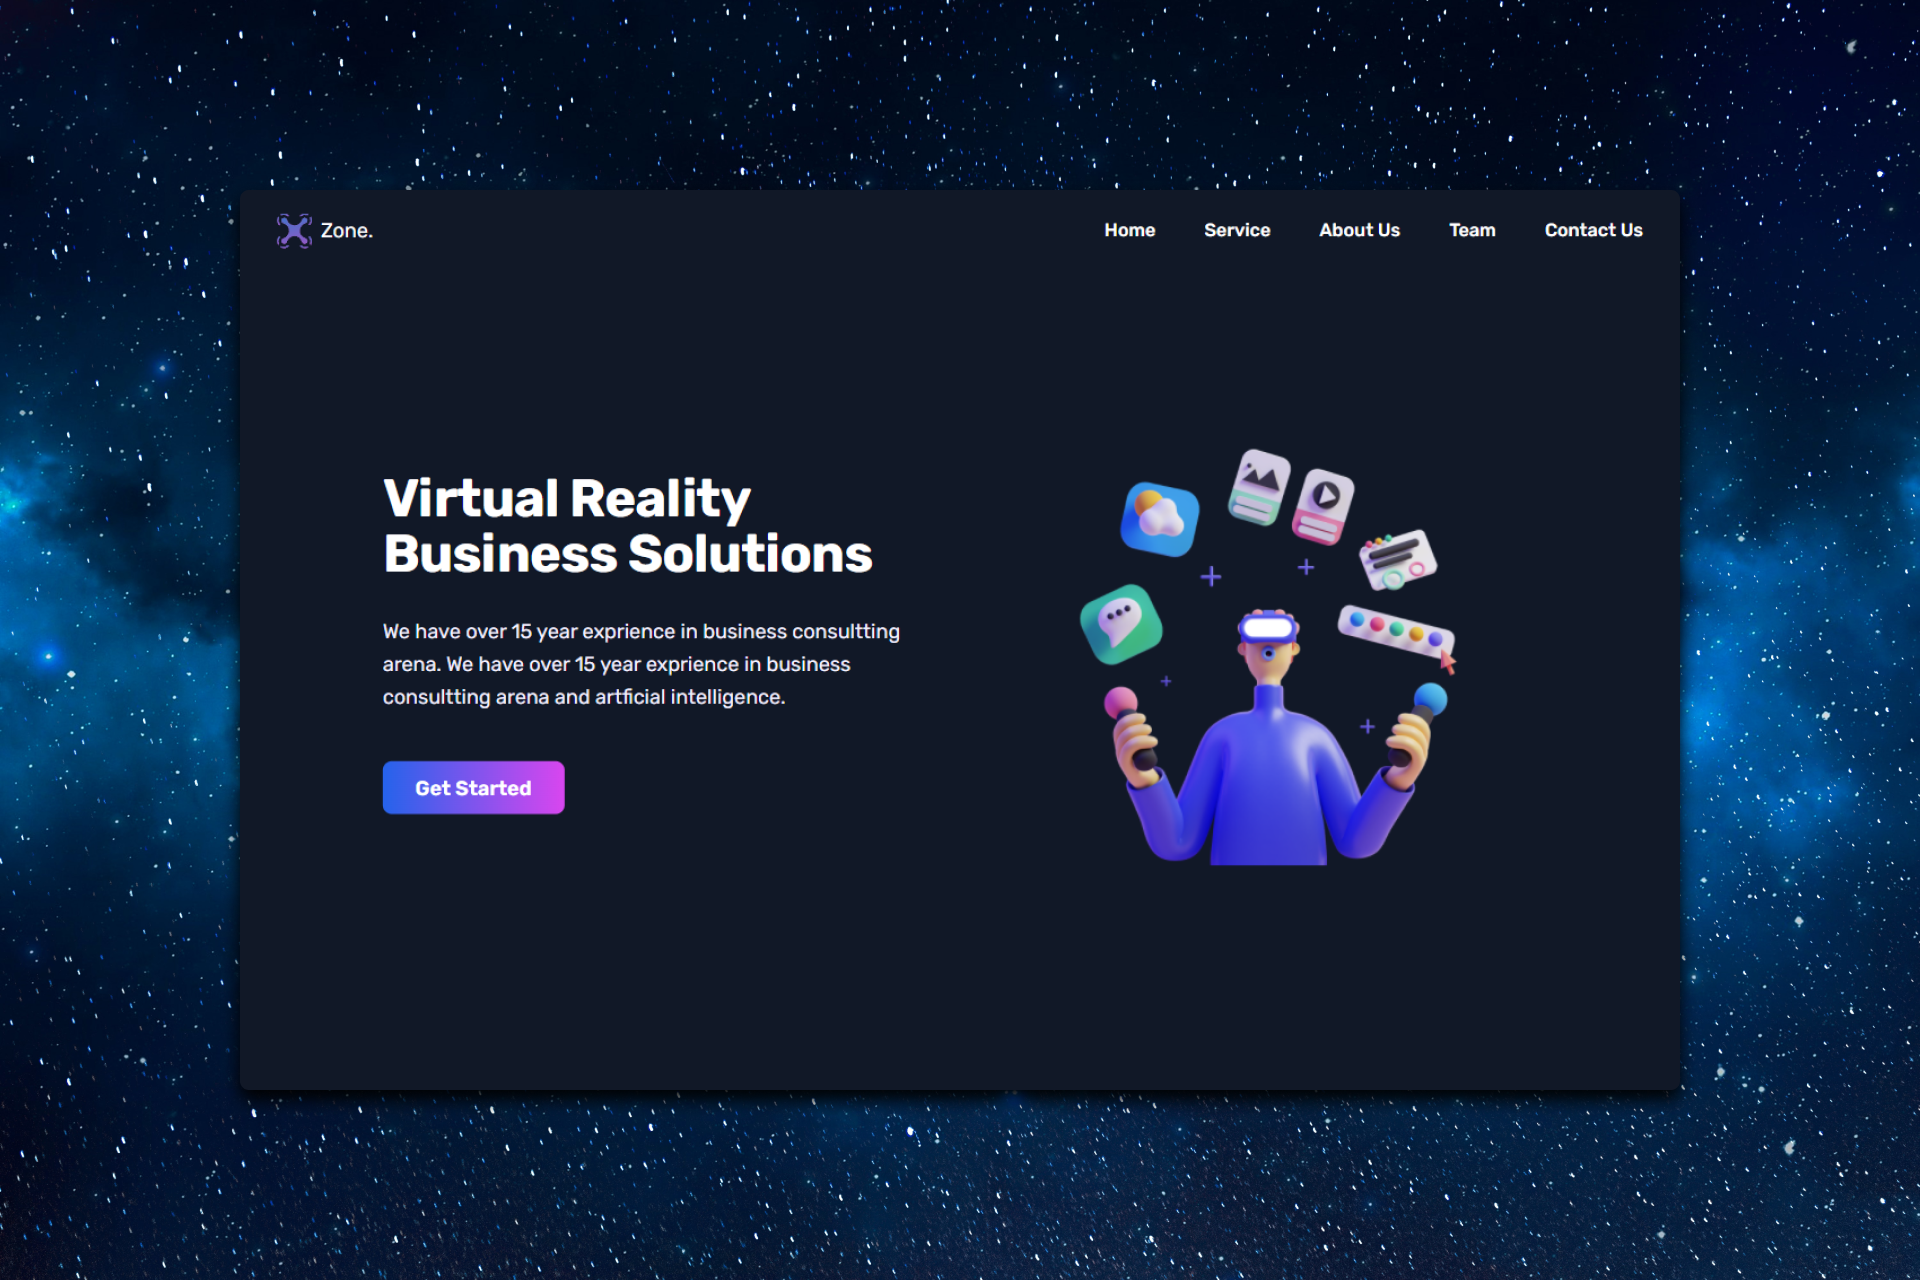 Zone.
Home Service About Us Team Contact Us
Virtual Reality
Business Solutions
We have over 15 year exprience in business consultting
arena. We have over 15 year exprience in business
consultting arena and artficial intelligence.
Get Started